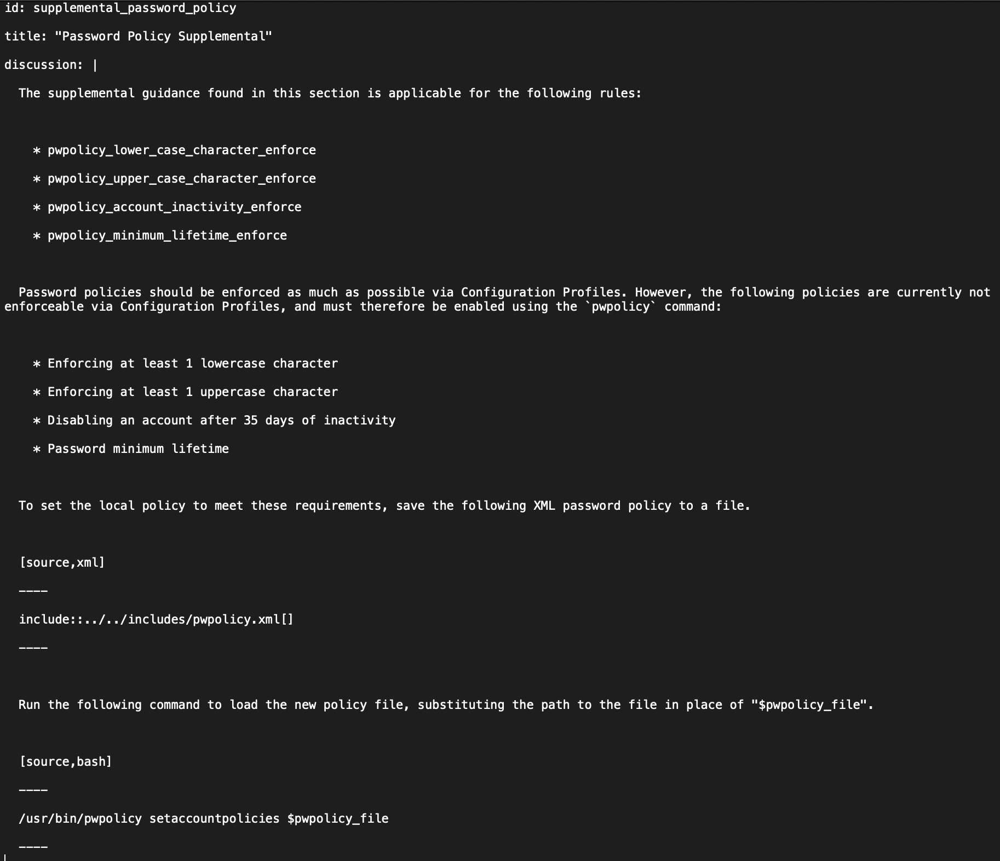 id: supplemental_password_policy
title: "Password Policy Supplemental"
discussion: |
The supplemental guidance found in this section is applicable for the following rules:
* pwpolicy_lower_case_character_enforce
* pwpolicy_upper_case_character_enforce
* pwpolicy_account_inactivity_enforce
* pwpolicy_minimum_lifetime_enforce
Password policies should be enforced as much as possible via Configuration Profiles. However, the following policies are currently not
enforceable via Configuration Profiles, and must therefore be enabled using the `pwpolicy` command:
* Enforcing at least 1 lowercase character
* Enforcing at least 1 uppercase character
* Disabling an account after 35 days of inactivity
* Password minimum lifetime
To set the local policy to meet these requirements, save the following XML password policy to a file.
[source,xml]
----
include::../../includes/pwpolicy.xml[]
----
Run the following command to load the new policy file, substituting the path to the file in place of "$pwpolicy_file".
[source,bash]
----
/usr/bin/pwpolicy setaccountpolicies $pwpolicy_file
----